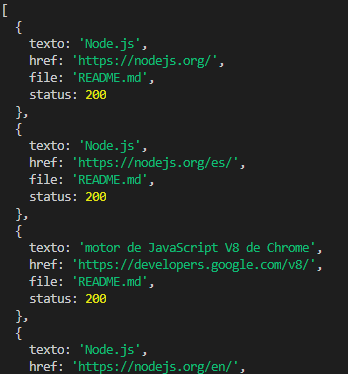 [
  {
    texto: 'Node.js',
    href: 'https://nodejs.org/',
    file: 'README.md',
    status: 200
  },
  {
    texto: 'Node.js',
    href: 'https://nodejs.org/es/',
    file: 'README.md',
    status: 200
  },
  {
    texto: 'motor de JavaScript V8 de Chrome',
    href: 'https://developers.google.com/v8/',
    file: 'README.md',
    status: 200
  },
  {
    texto: 'Node.js',
    href: 'https://nodejs.org/en/',